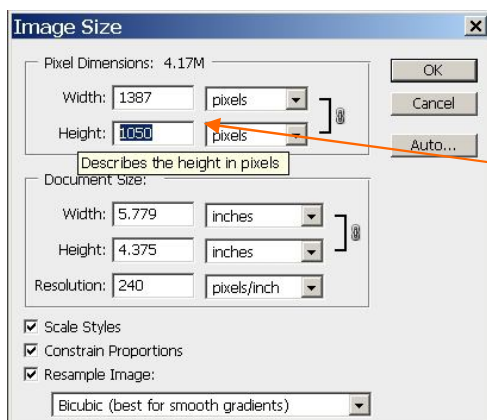 Image Size
Pixel Dimensions: 4.17M
OK
Width: 1387 pixels
Cancel
Height: 1050 pixels
Auto...
Describes the height in pixels
Document Size:
Width: 5.779 inches
Height: 4.375 inches
Resolution: 240 pixels/inch
Scale Styles
Constrain Proportions
Resample Image:
Bicubic (best for smooth gradients)